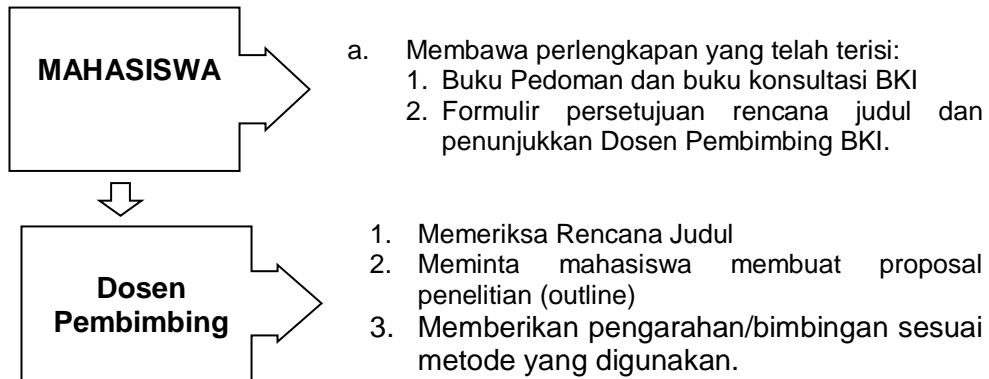 MAHASISWA
a. Membawa perlengkapan yang telah terisi:
1. Buku Pedoman dan buku konsultasi BKI
2. Formulir persetujuan rencana judul dan
penunjukkan Dosen Pembimbing BKI.
Dosen
Pembimbing
1. Memeriksa Rencana Judul
2. Meminta mahasiswa membuat proposal
penelitian (outline)
3. Memberikan pengarahan/bimbingan sesuai
metode yang digunakan.